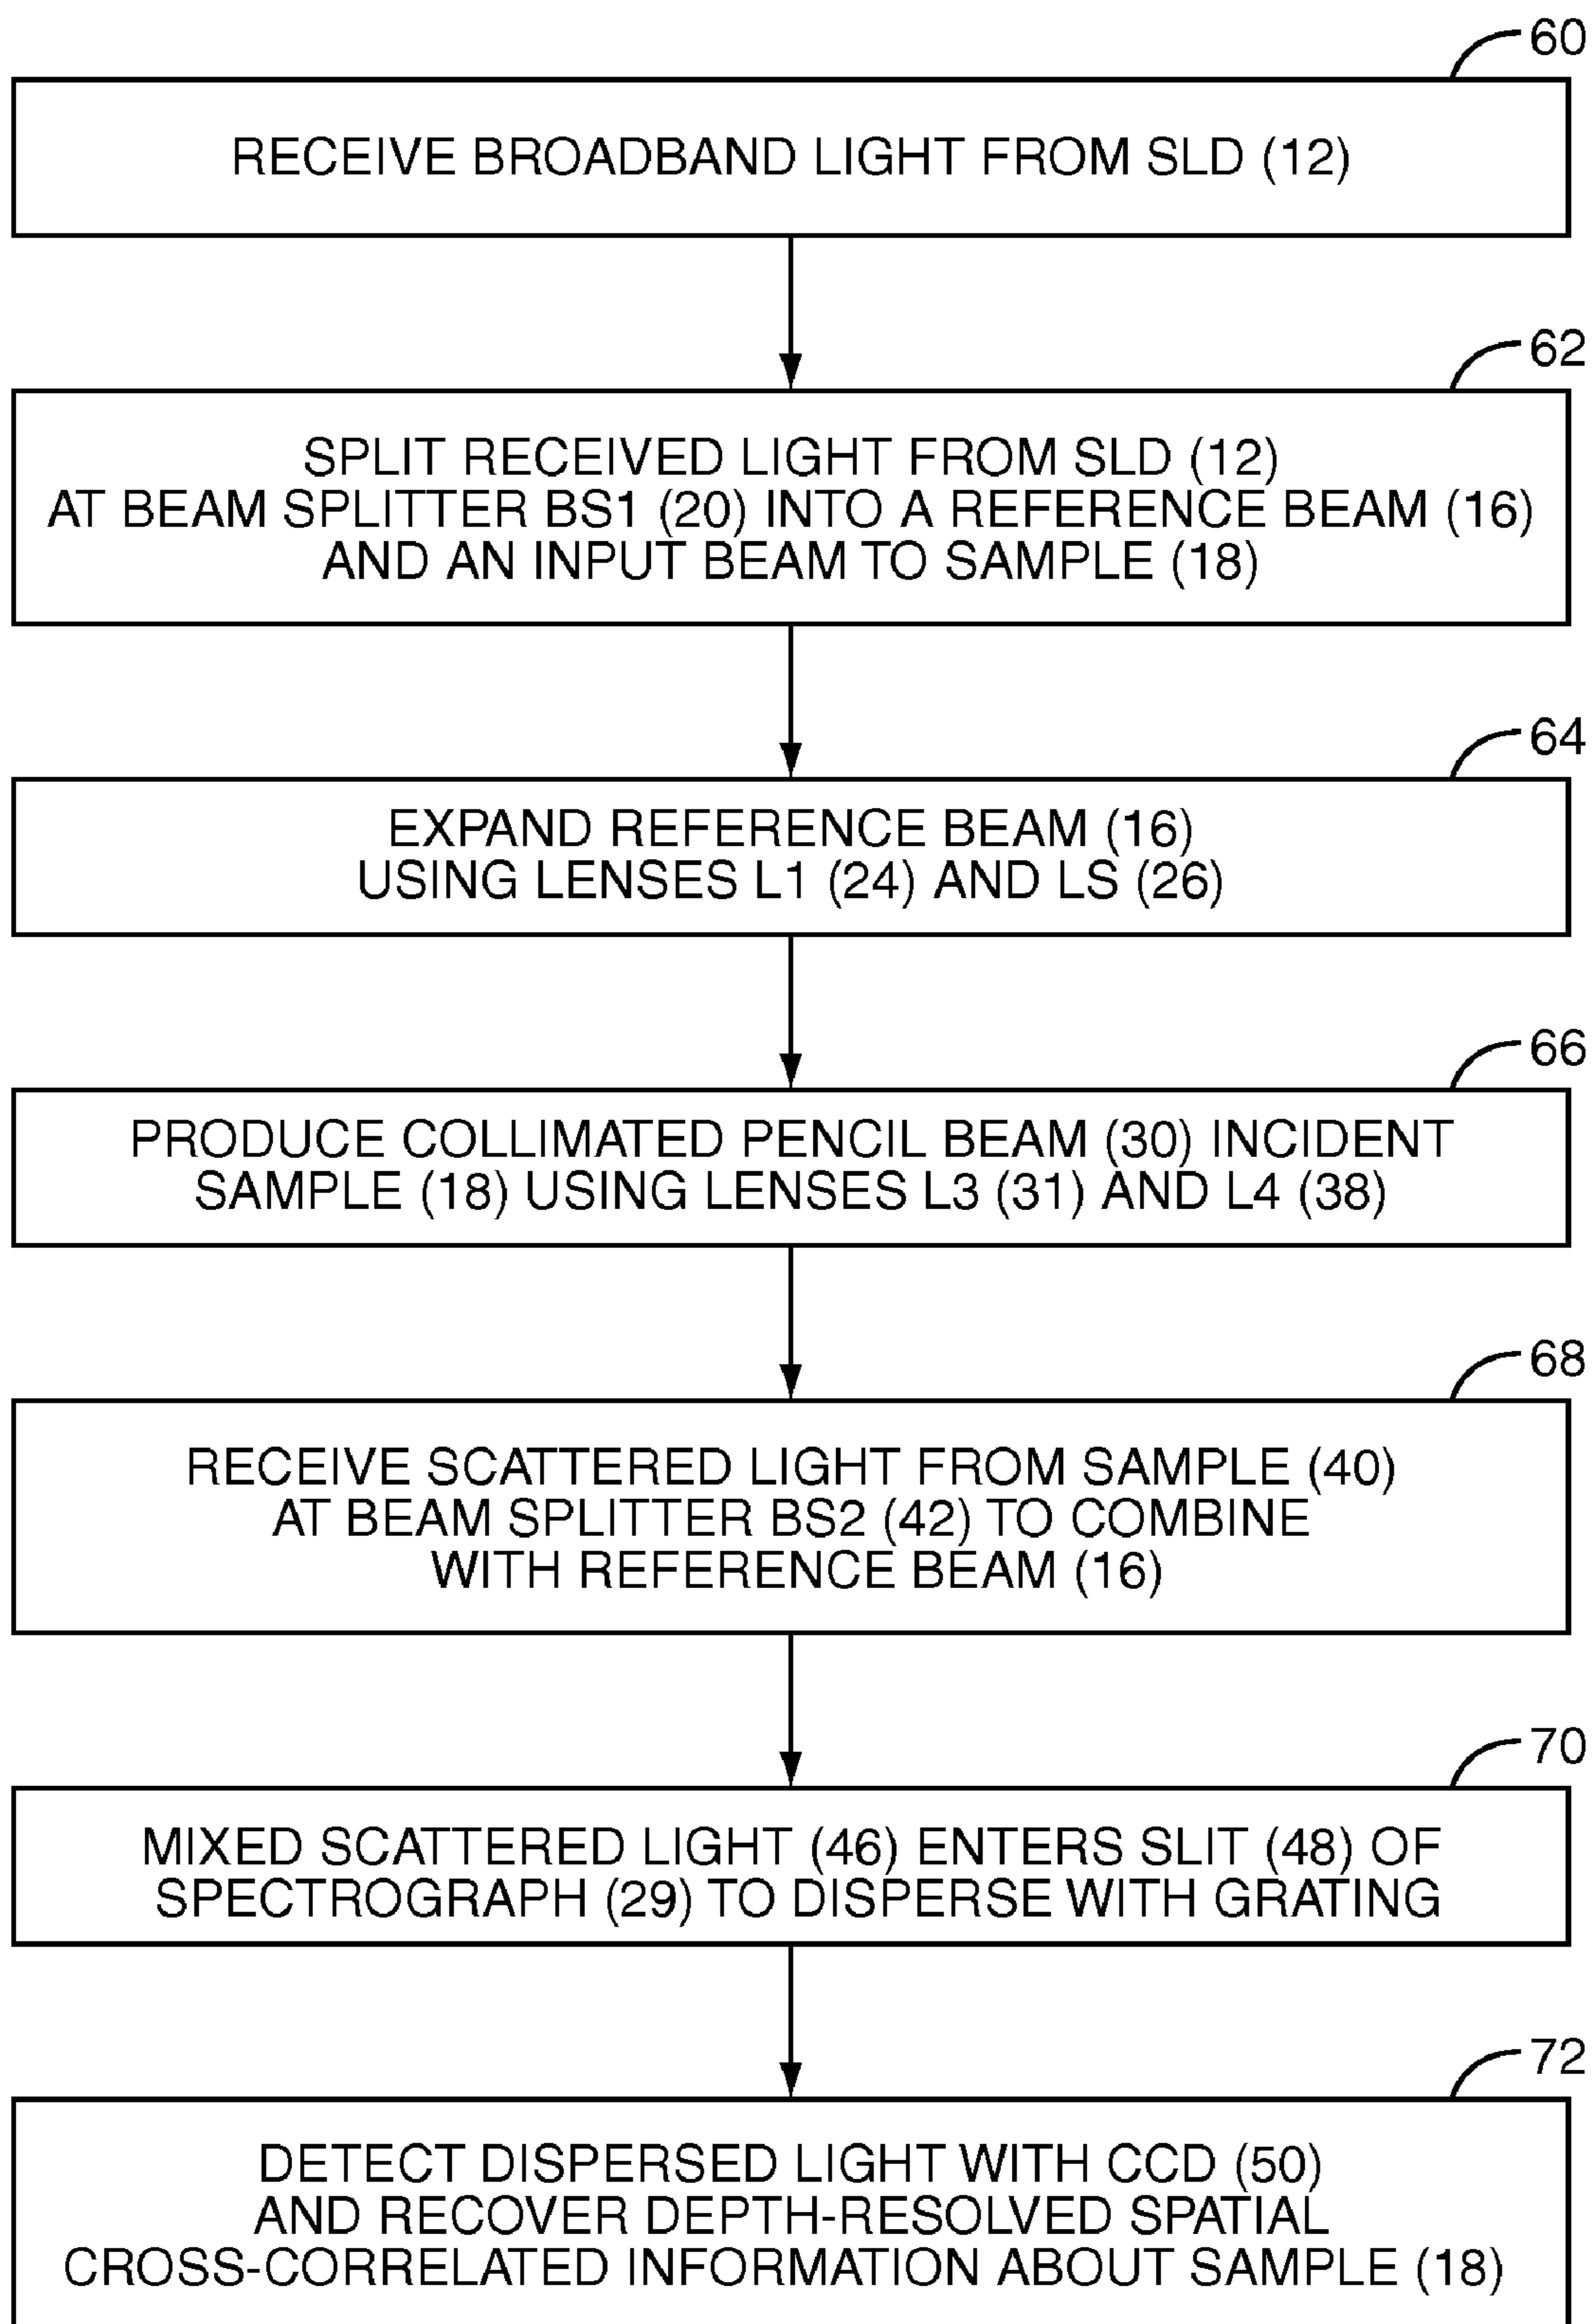 60
RECEIVE BROADBAND LIGHT FROM SLD (12)
62
SPLIT RECEIVED LIGHT FROM SLD (12)
AT BEAM SPLITTER BS1 (20) INTO A REFERENCE BEAM (16)
AND AN INPUT BEAM TO SAMPLE (18)
64
EXPAND REFERENCE BEAM (16)
USING LENSES L1 (24) AND LS (26)
66
PRODUCE COLLIMATED PENCIL BEAM (30) INCIDENT
SAMPLE (18) USING LENSES L3 (31) AND L4 (38)
68
RECEIVE SCATTERED LIGHT FROM SAMPLE (40)
AT BEAM SPLITTER BS2 (42) TO COMBINE
WITH REFERENCE BEAM (16)
70
MIXED SCATTERED LIGHT (46) ENTERS SLIT (48) OF
SPECTROGRAPH (29) TO DISPERSE WITH GRATING
72
DETECT DISPERSED LIGHT WITH CCD (50)
AND RECOVER DEPTH-RESOLVED SPATIAL
CROSS-CORRELATED INFORMATION ABOUT SAMPLE (18)